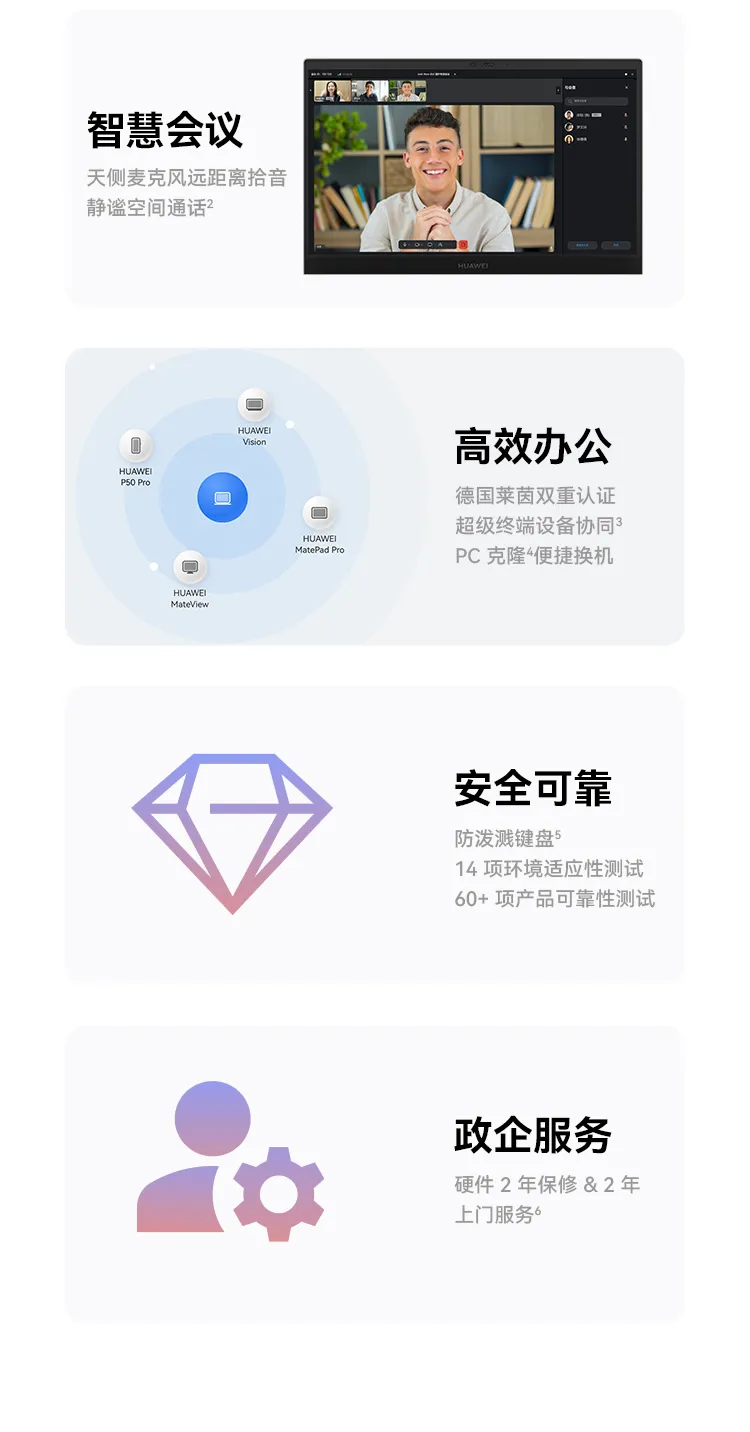 智慧会议
天侧麦克风远距离拾音
静谧空间通话²
HUAWEI
HUAWEI
Vision
HUAWEI
P50 Pro
HUAWEI
MatePad Pro
HUAWEI
MateView
高效办公
德国莱茵双重认证
超级终端设备协同³
PC 克隆⁴便捷换机
安全可靠
防泼溅键盘⁵
14 项环境适应性测试
60+ 项产品可靠性测试
政企服务
硬件 2 年保修 & 2 年
上门服务⁶